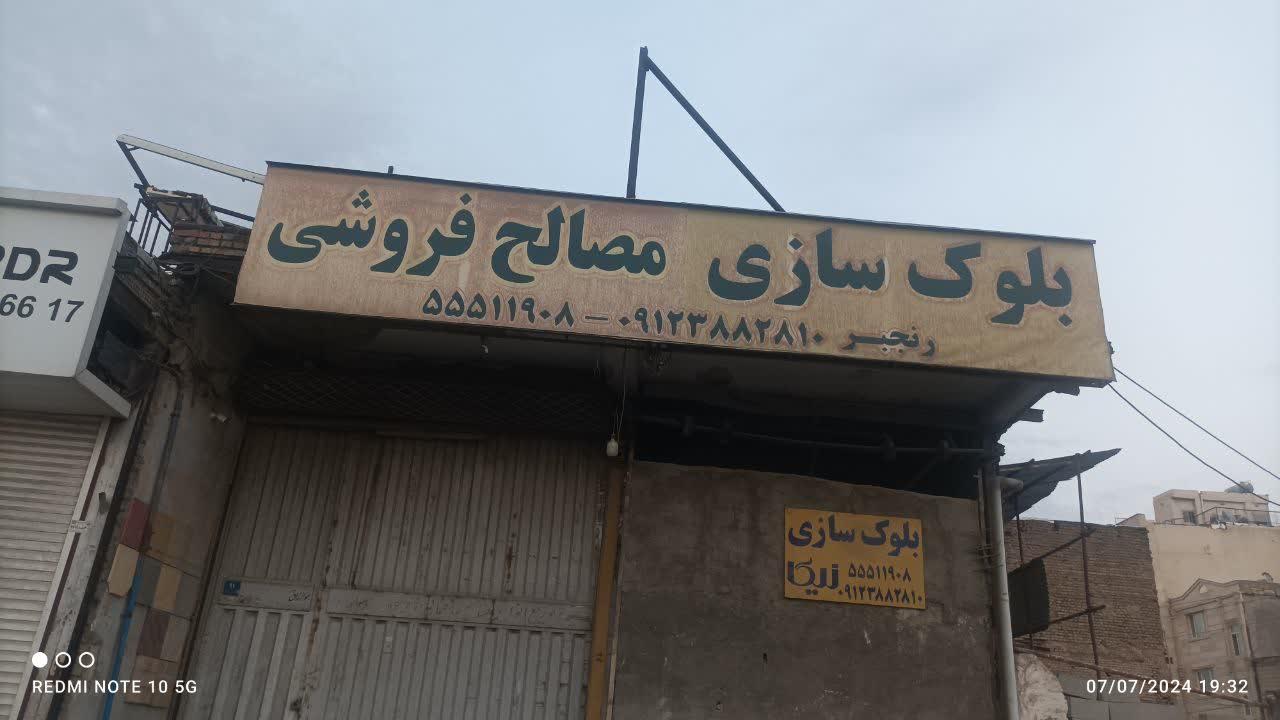 بلوک سازی مصالح فروشی
رنجبر ۰۹۱۲۳۸۸۲۸۱۰ – ۵۵۵۱۱۹۰۸
بلوک سازی
نیکا ۵۵۵۱۱۹۰۸
۰۹۱۲۳۸۸۲۸۱۰
PDR
66 17
REDMI NOTE 10 5G
07/07/2024 19:32